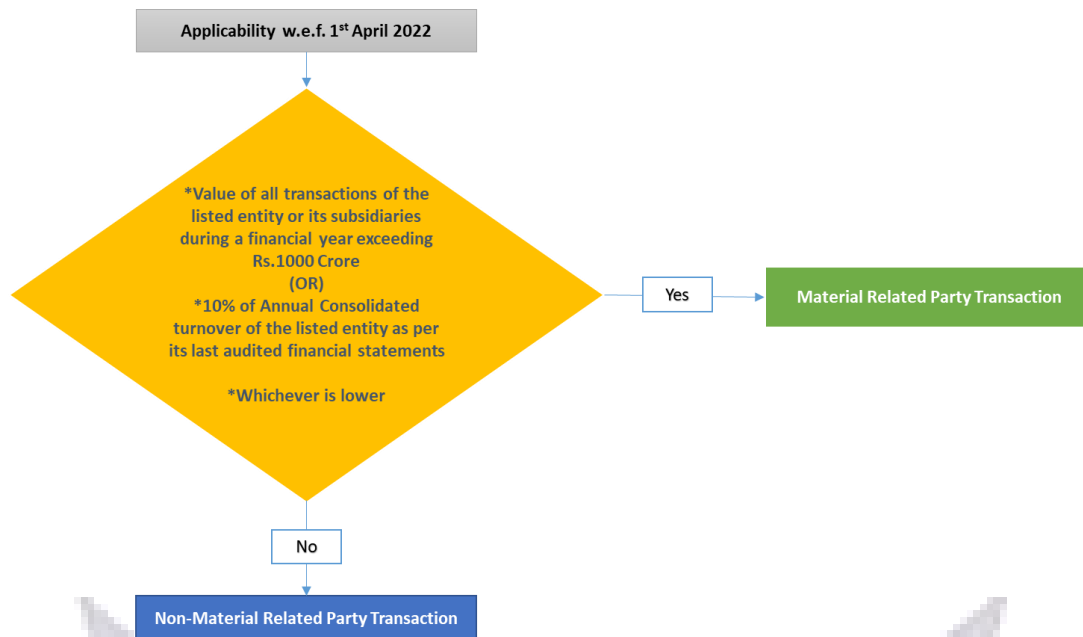 Applicability w.e.f. 1st April 2022
*Value of all transactions of the
listed entity or its subsidiaries
during a financial year exceeding
Rs.1000 Crore
(OR)
*10% of Annual Consolidated
turnover of the listed entity as per
its last audited financial statements
*Whichever is lower
Yes
Material Related Party Transaction
No
Non-Material Related Party Transaction